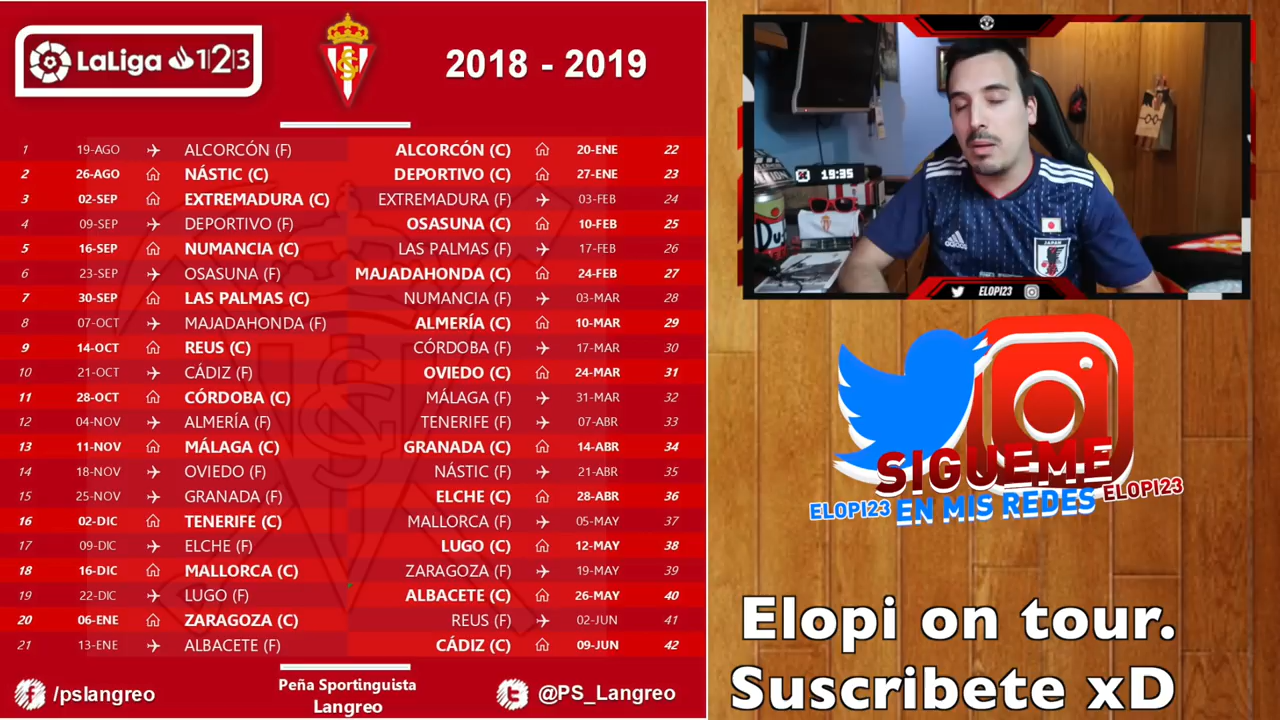 LaLiga 1|2|3
2018 - 2019
1 19-AGO ALCORCÓN (F) ALCORCÓN (C) 20-ENE 22
2 26-AGO NÁSTIC (C) DEPORTIVO (C) 27-ENE 23
3 02-SEP EXTREMADURA (C) EXTREMADURA (F) 03-FEB 24
4 09-SEP DEPORTIVO (F) OSASUNA (C) 10-FEB 25
5 16-SEP NUMANCIA (C) LAS PALMAS (F) 17-FEB 26
6 23-SEP OSASUNA (F) MAJADAHONDA (C) 24-FEB 27
7 30-SEP LAS PALMAS (C) NUMANCIA (F) 03-MAR 28
8 07-OCT MAJADAHONDA (F) ALMERÍA (C) 10-MAR 29
9 14-OCT REUS (C) CÓRDOBA (F) 17-MAR 30
10 21-OCT CÁDIZ (F) OVIEDO (C) 24-MAR 31
11 28-OCT CÓRDOBA (C) MÁLAGA (F) 31-MAR 32
12 04-NOV ALMERÍA (F) TENERIFE (F) 07-ABR 33
13 11-NOV MÁLAGA (C) GRANADA (C) 14-ABR 34
14 18-NOV OVIEDO (F) NÁSTIC (F) 21-ABR 35
15 25-NOV GRANADA (F) ELCHE (C) 28-ABR 36
16 02-DIC TENERIFE (C) MALLORCA (F) 05-MAY 37
17 09-DIC ELCHE (F) LUGO (C) 12-MAY 38
18 16-DIC MALLORCA (C) ZARAGOZA (F) 19-MAY 39
19 22-DIC LUGO (F) ALBACETE (C) 26-MAY 40
20 06-ENE ZARAGOZA (C) REUS (F) 02-JUN 41
21 13-ENE ALBACETE (F) CÁDIZ (C) 09-JUN 42
/pslangreo
Peña Sportinguista
Langreo
@PS_Langreo
19:35
Du
adidas
JAPAN
ELOPI23
SIGUEME
ELOPI23 EN MIS REDES ELOPI23
Elopi on tour.
Suscribete xD